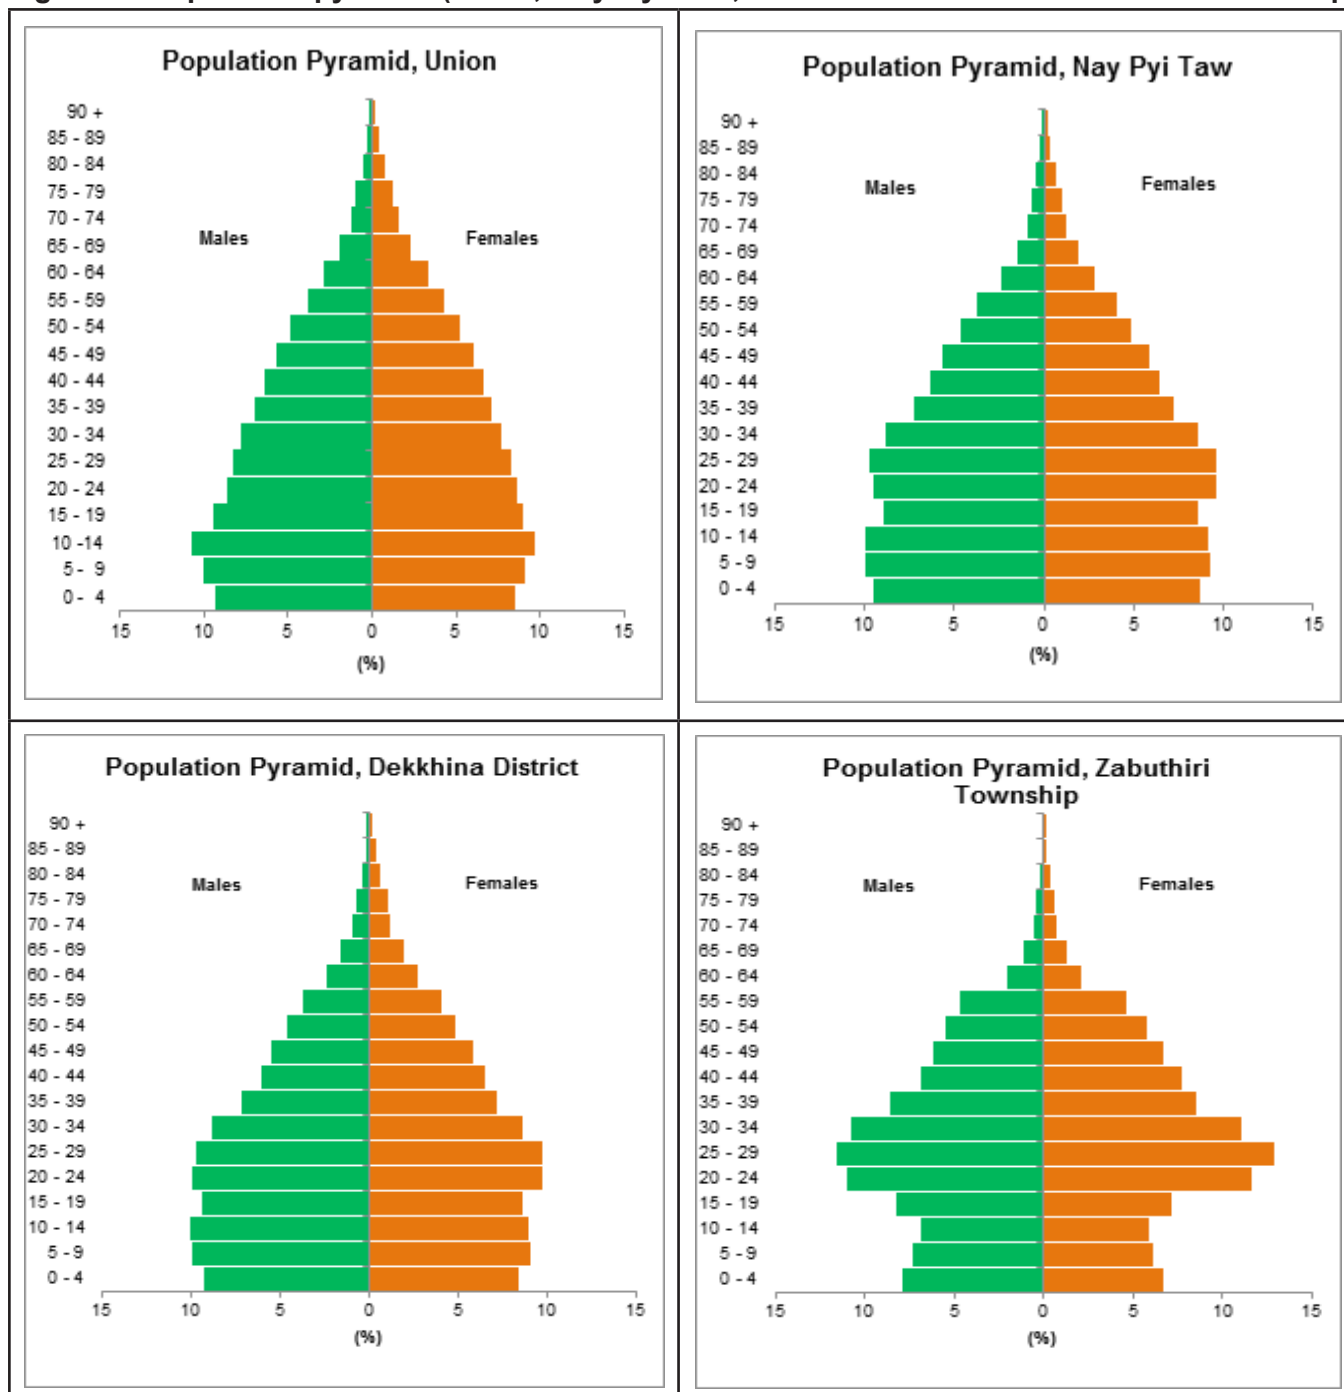 Population Pyramid, Union
90 +
85 - 89
80 - 84
75 - 79
70 - 74
65 - 69
60 - 64
55 - 59
50 - 54
45 - 49
40 - 44
35 - 39
30 - 34
25 - 29
20 - 24
15 - 19
10 -14
5 - 9
0 - 4
Males
Females
15 10 5 0 5 10 15
(%)
Population Pyramid, Nay Pyi Taw
90 +
85 - 89
80 - 84
75 - 79
70 - 74
65 - 69
60 - 64
55 - 59
50 - 54
45 - 49
40 - 44
35 - 39
30 - 34
25 - 29
20 - 24
15 - 19
10 - 14
5 - 9
0 - 4
Males
Females
15 10 5 0 5 10 15
(%)
Population Pyramid, Dekkhina District
90 +
85 - 89
80 - 84
75 - 79
70 - 74
65 - 69
60 - 64
55 - 59
50 - 54
45 - 49
40 - 44
35 - 39
30 - 34
25 - 29
20 - 24
15 - 19
10 - 14
5 - 9
0 - 4
Males
Females
15 10 5 0 5 10 15
(%)
Population Pyramid, Zabuthiri
Township
90 +
85 - 89
80 - 84
75 - 79
70 - 74
65 - 69
60 - 64
55 - 59
50 - 54
45 - 49
40 - 44
35 - 39
30 - 34
25 - 29
20 - 24
15 - 19
10 - 14
5 - 9
0 - 4
Males
Females
15 10 5 0 5 10 15
(%)